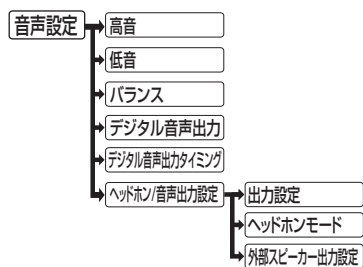 音声設定
高音
低音
バランス
デジタル音声出力
デジタル音声出力タイミング
ヘッドホン/音声出力設定
出力設定
ヘッドホンモード
外部スピーカー出力設定